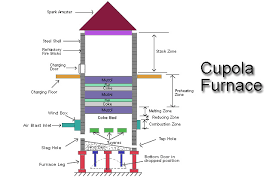 Spark Arrester
Steel Shell
Refractory
Fire Bricks
Charging
Door
Charging Floor
Wind Box
Air Blast Inlet
Slag Hole
Furnace Leg
Metal
Coke
Metal
Coke
Metal
Coke Bed
Tuyeres
Stack Zone
Preheating
Zone
Melting Zone
Reducing Zone
Combustion Zone
Tap Hole
Bottom Door in
dropped position
Cupola
Furnace